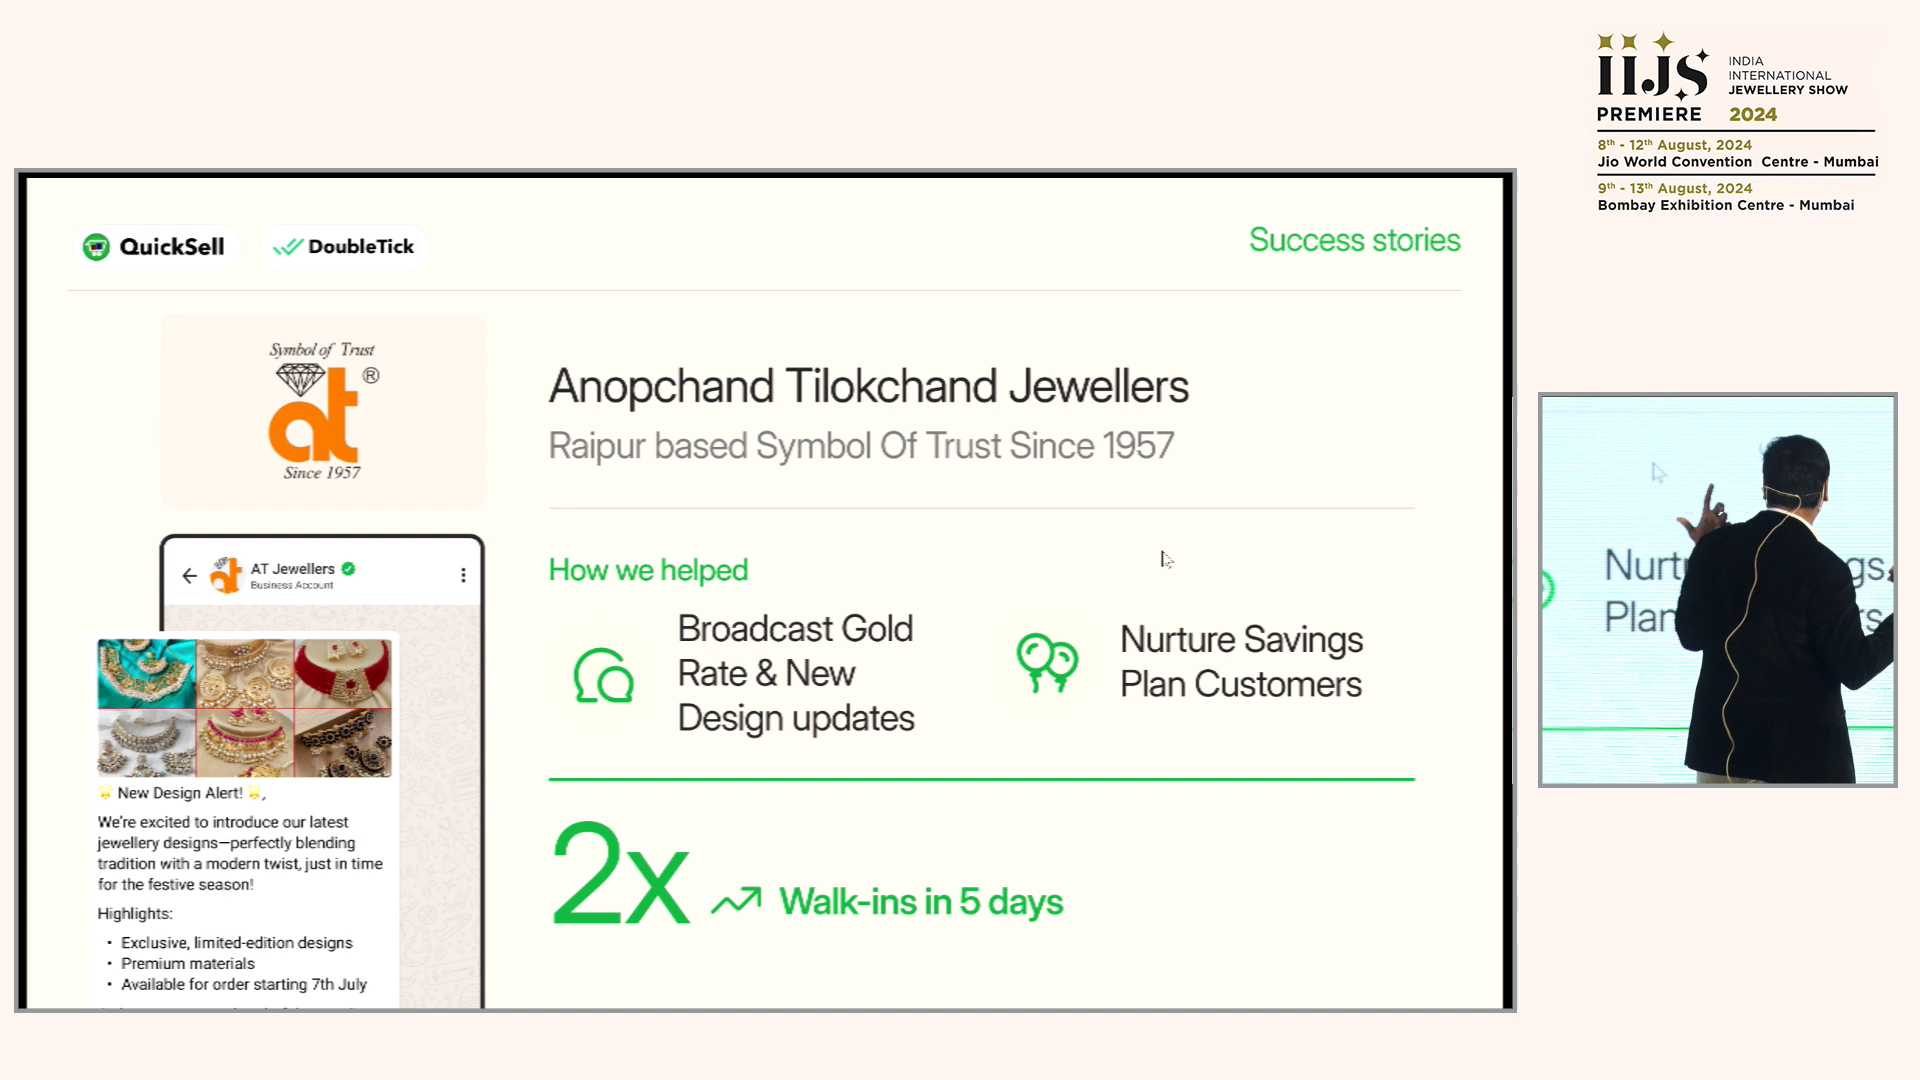 IIJS
INDIA
INTERNATIONAL
JEWELLERY SHOW
PREMIERE 2024
8th - 12th August, 2024
Jio World Convention Centre - Mumbai
9th - 13th August, 2024
Bombay Exhibition Centre - Mumbai
QuickSell
DoubleTick
Success stories
Symbol of Trust
at ®
Since 1957
Anopchand Tilokchand Jewellers
Raipur based Symbol Of Trust Since 1957
AT Jewellers
Business Account
How we helped
Broadcast Gold
Rate & New
Design updates
Nurture Savings
Plan Customers
New Design Alert! ,
We're excited to introduce our latest
jewellery designs—perfectly blending
tradition with a modern twist, just in time
for the festive season!
Highlights:
• Exclusive, limited-edition designs
• Premium materials
• Available for order starting 7th July
2x
Walk-ins in 5 days
Nurt gs
Plan rs